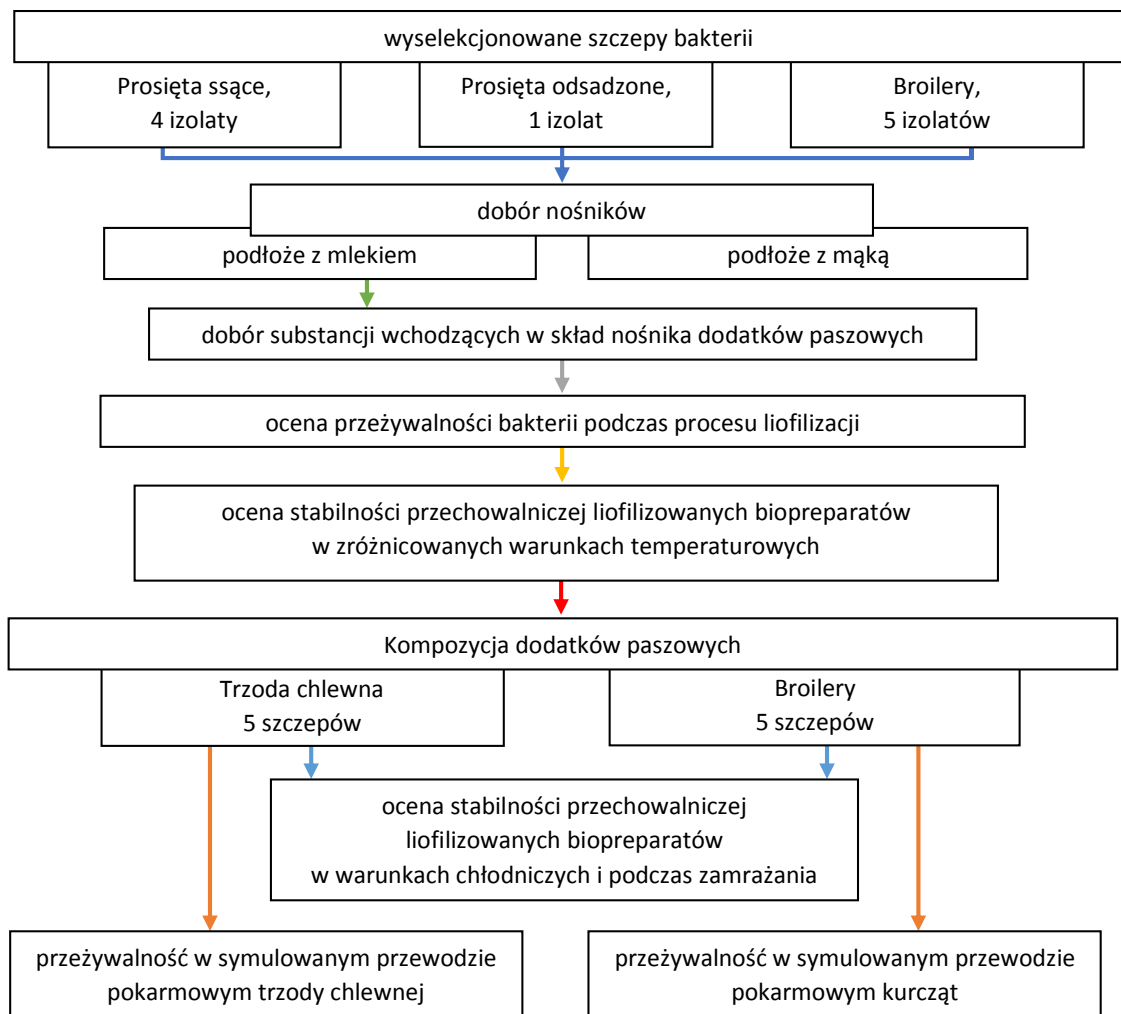 wyselekcjonowane szczepy bakterii
Prosięta ssące,
4 izolaty
Prosięta odsadzone,
1 izolat
Broilery,
5 izolatów
dobór nośników
podłoże z mlekiem
podłoże z mąką
dobór substancji wchodzących w skład nośnika dodatków paszowych
ocena przeżywalności bakterii podczas procesu liofilizacji
ocena stabilności przechowalniczej liofilizowanych biopreparatów
w zróżnicowanych warunkach temperaturowych
Kompozycja dodatków paszowych
Trzoda chlewna
5 szczepów
Broilery
5 szczepów
ocena stabilności przechowalniczej
liofilizowanych biopreparatów
w warunkach chłodniczych i podczas zamrażania
przeżywalność w symulowanym przewodzie
pokarmowym trzody chlewnej
przeżywalność w symulowanym przewodzie
pokarmowym kurcząt